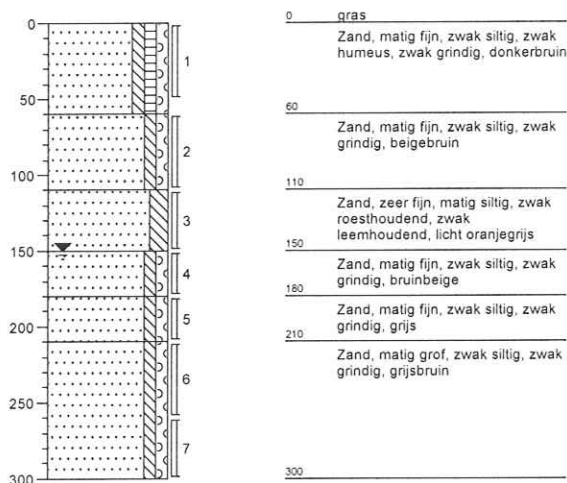 0
50
100
150
200
250
300
1
2
3
4
5
6
7
0 gras
Zand, matig fijn, zwak siltig, zwak
humeus, zwak grindig, donkerbruin
60
Zand, matig fijn, zwak siltig, zwak
grindig, beigebruin
110
Zand, zeer fijn, matig siltig, zwak
roesthoudend, zwak
leemhoudend, licht oranjegrijs
150
Zand, matig fijn, zwak siltig, zwak
grindig, bruinbeige
180
Zand, matig fijn, zwak siltig, zwak
grindig, grijs
210
Zand, matig grof, zwak siltig, zwak
grindig, grijsbruin
300